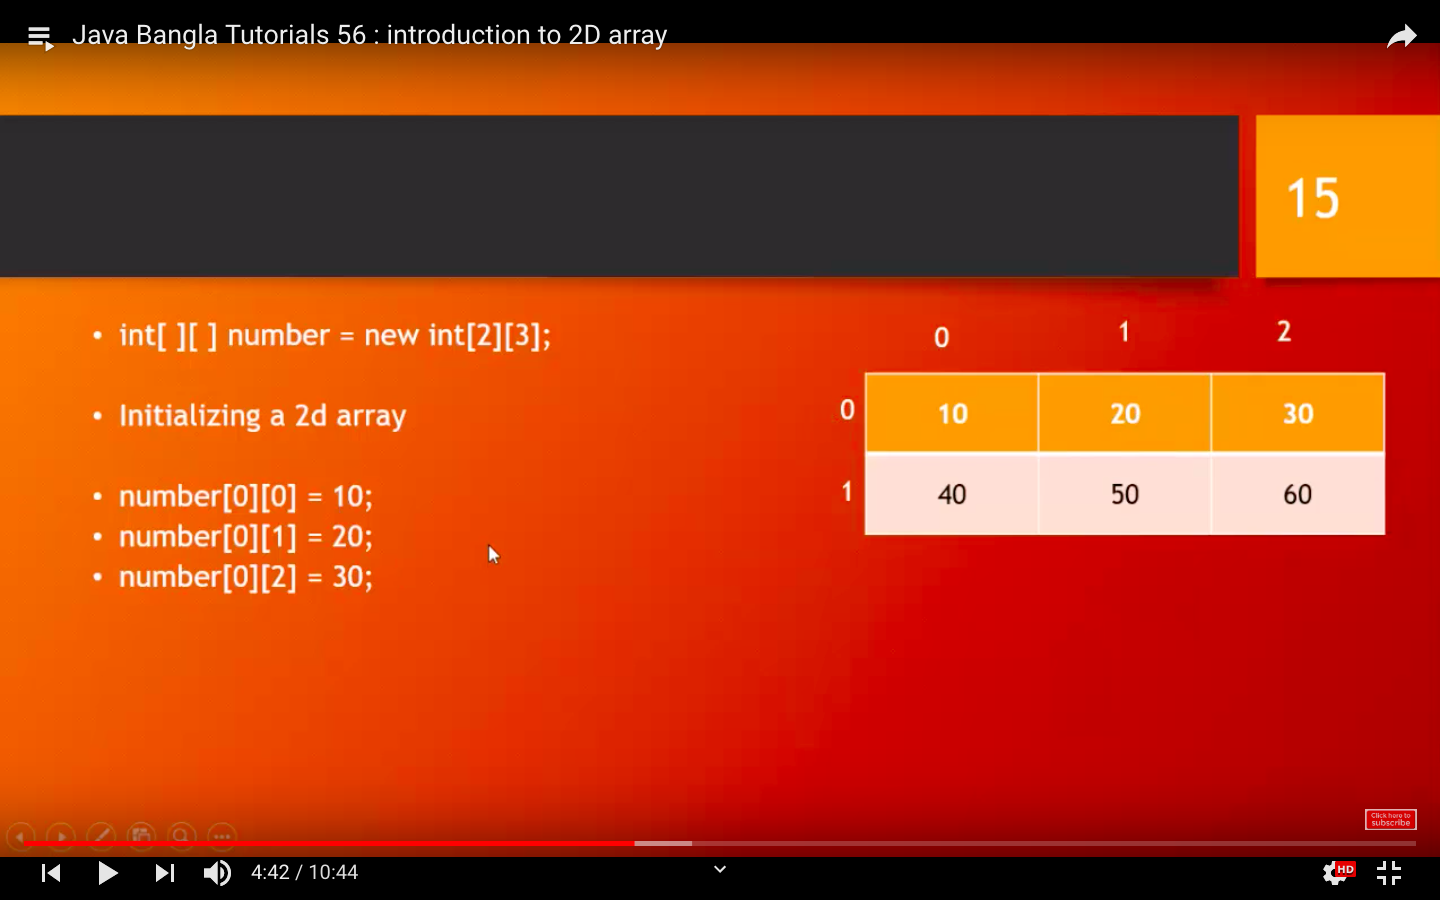 Java Bangla Tutorials 56 : introduction to 2D array
15
• int[ ][ ] number = new int[2][3];
• Initializing a 2d array
• number[0][0] = 10;
• number[0][1] = 20;
• number[0][2] = 30;
0 1 2
0 10 20 30
1 40 50 60
Click here to
subscribe
4:42 / 10:44
HD